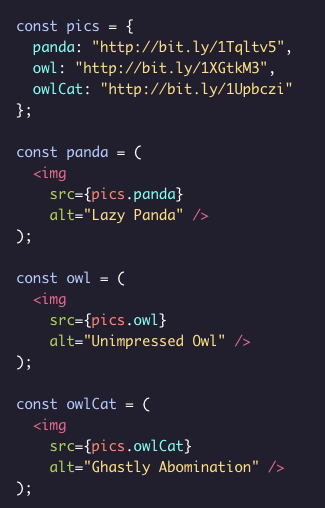 const pics = {
  panda: "http://bit.ly/1Tqltv5",
  owl: "http://bit.ly/1XGtkM3",
  owlCat: "http://bit.ly/1Upbczi"
};

const panda = (
  <img
    src={pics.panda}
    alt="Lazy Panda" />
);

const owl = (
  <img
    src={pics.owl}
    alt="Unimpressed Owl" />
);

const owlCat = (
  <img
    src={pics.owlCat}
    alt="Ghastly Abomination" />
);